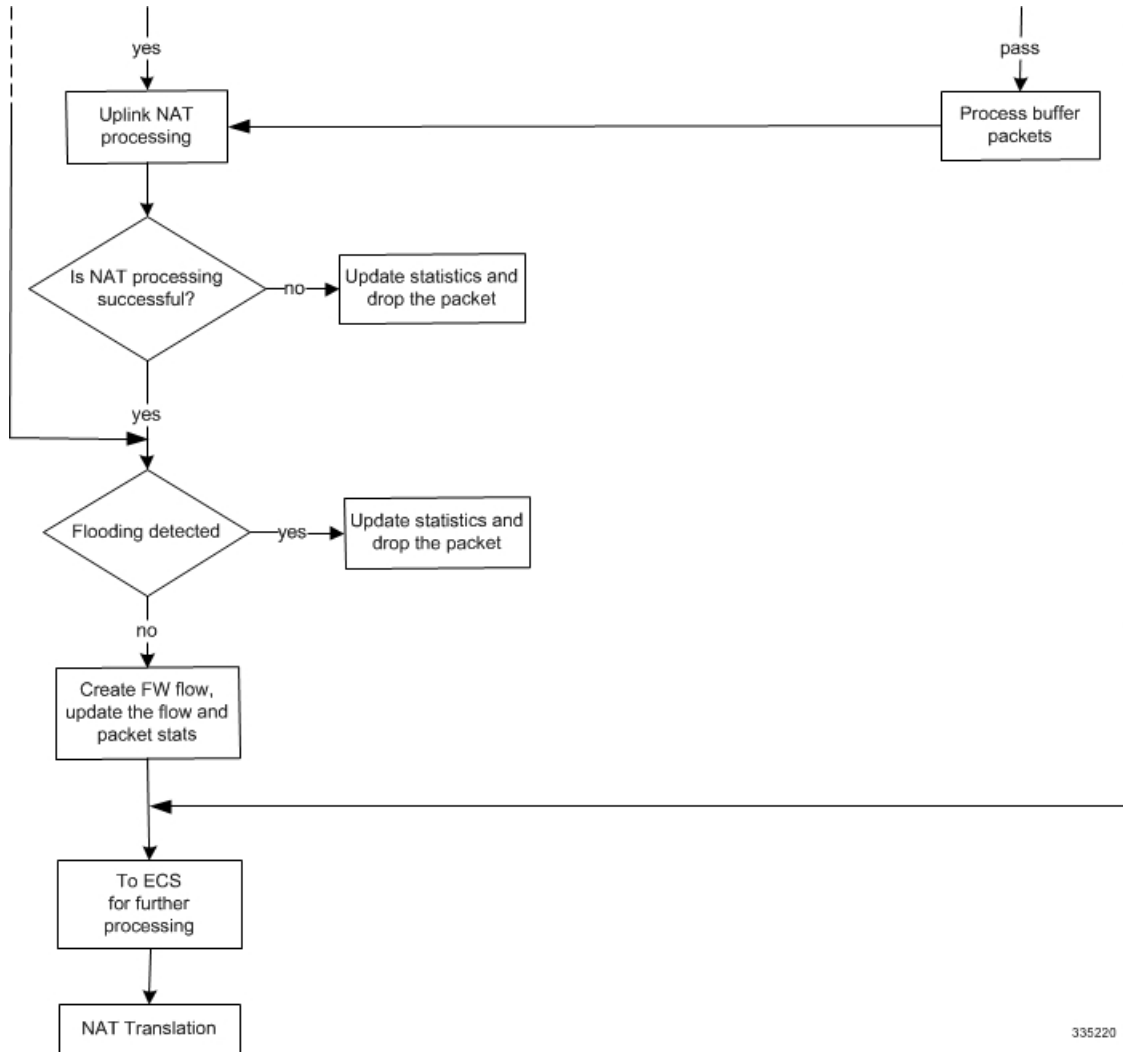 yes
pass
Uplink NAT
processing
Process buffer
packets
Is NAT processing
successful?
no
Update statistics and
drop the packet
yes
Flooding detected
yes
Update statistics and
drop the packet
no
Create FW flow,
update the flow and
packet stats
To ECS
for further
processing
NAT Translation
335220